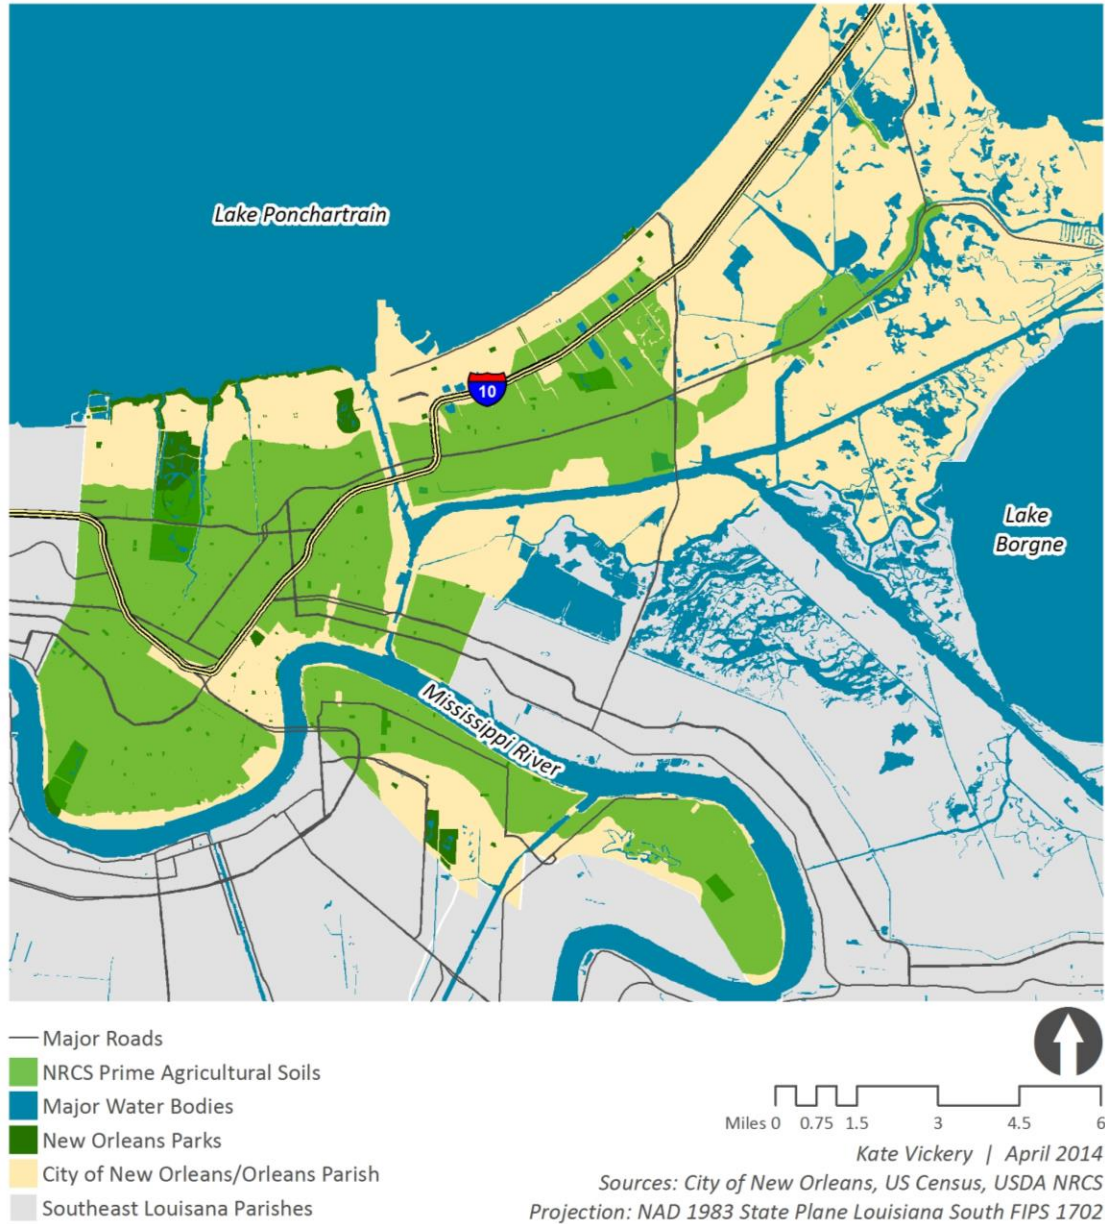 Lake Ponchartrain
10
Lake
Borgne
Mississippi River
Major Roads
NRCS Prime Agricultural Soils
Major Water Bodies
New Orleans Parks
City of New Orleans/Orleans Parish
Southeast Louisana Parishes
Miles 0 0.75 1.5 3 4.5 6
Kate Vickery | April 2014
Sources: City of New Orleans, US Census, USDA NRCS
Projection: NAD 1983 State Plane Louisiana South FIPS 1702